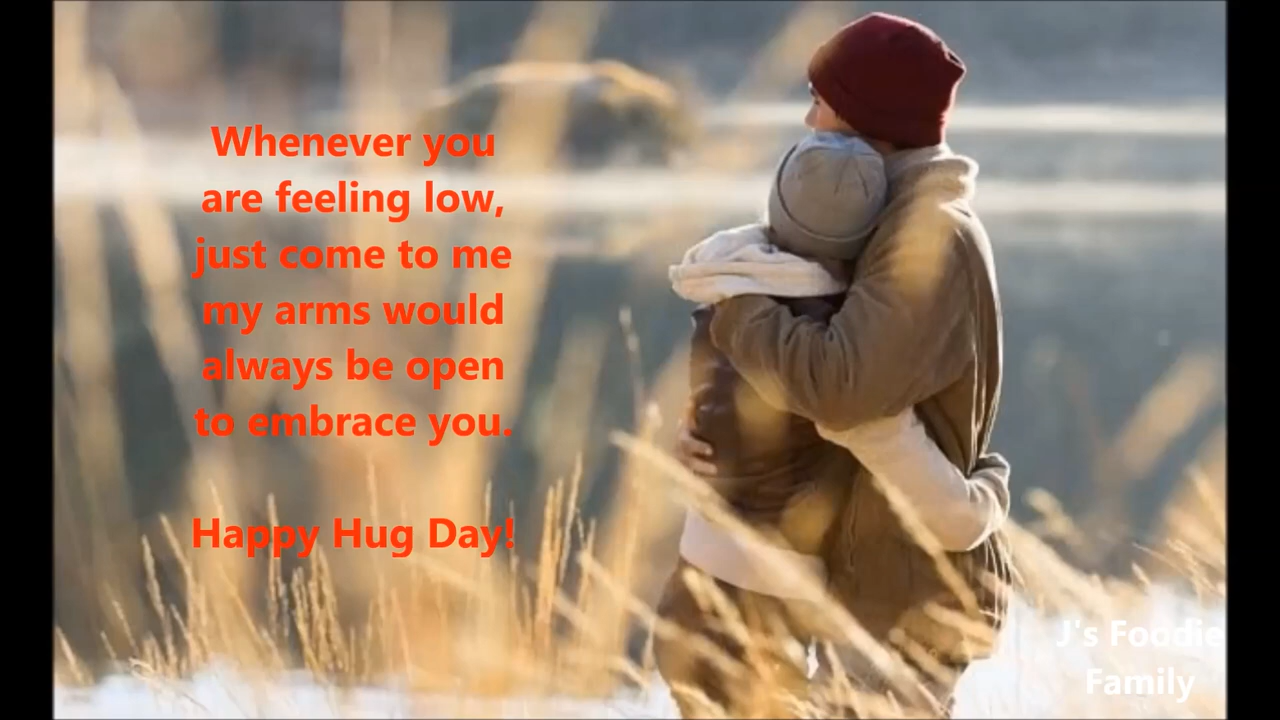 Whenever you
are feeling low,
just come to me
my arms would
always be open
to embrace you.
Happy Hug Day!
J's Foodie
Family